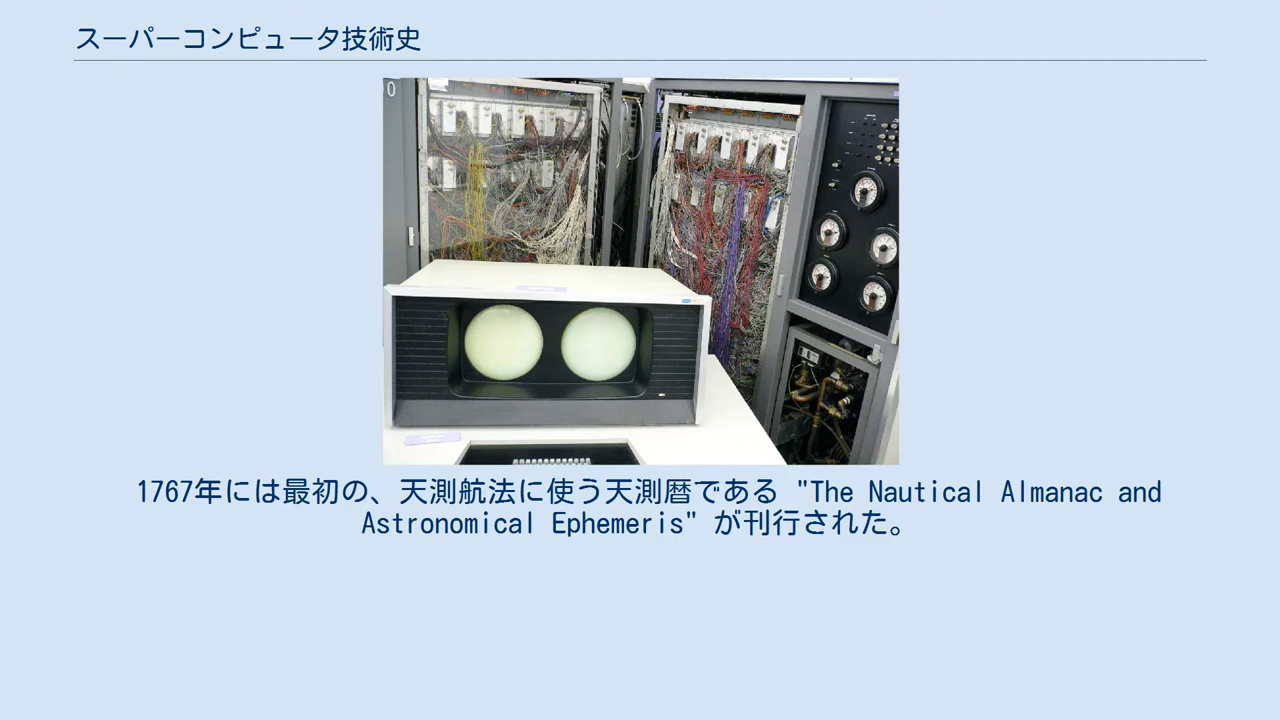 スーパーコンピュータ技術史
0
1767年には最初の、天測航法に使う天測暦である "The Nautical Almanac and
Astronomical Ephemeris" が刊行された。